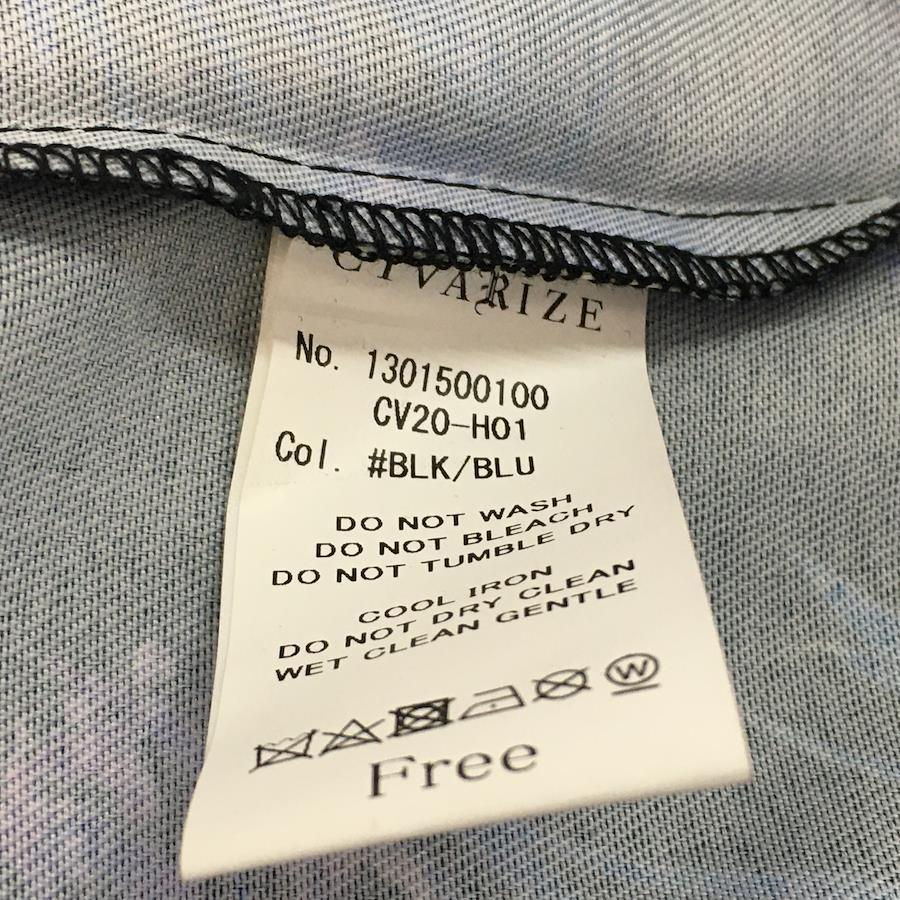 CIVARIZE
No. 1301500100
CV20-H01
Col. #BLK/BLU
DO NOT WASH
DO NOT BLEACH
DO NOT TUMBLE DRY
COOL IRON
DO NOT DRY CLEAN
WET CLEAN GENTLE
W
Free